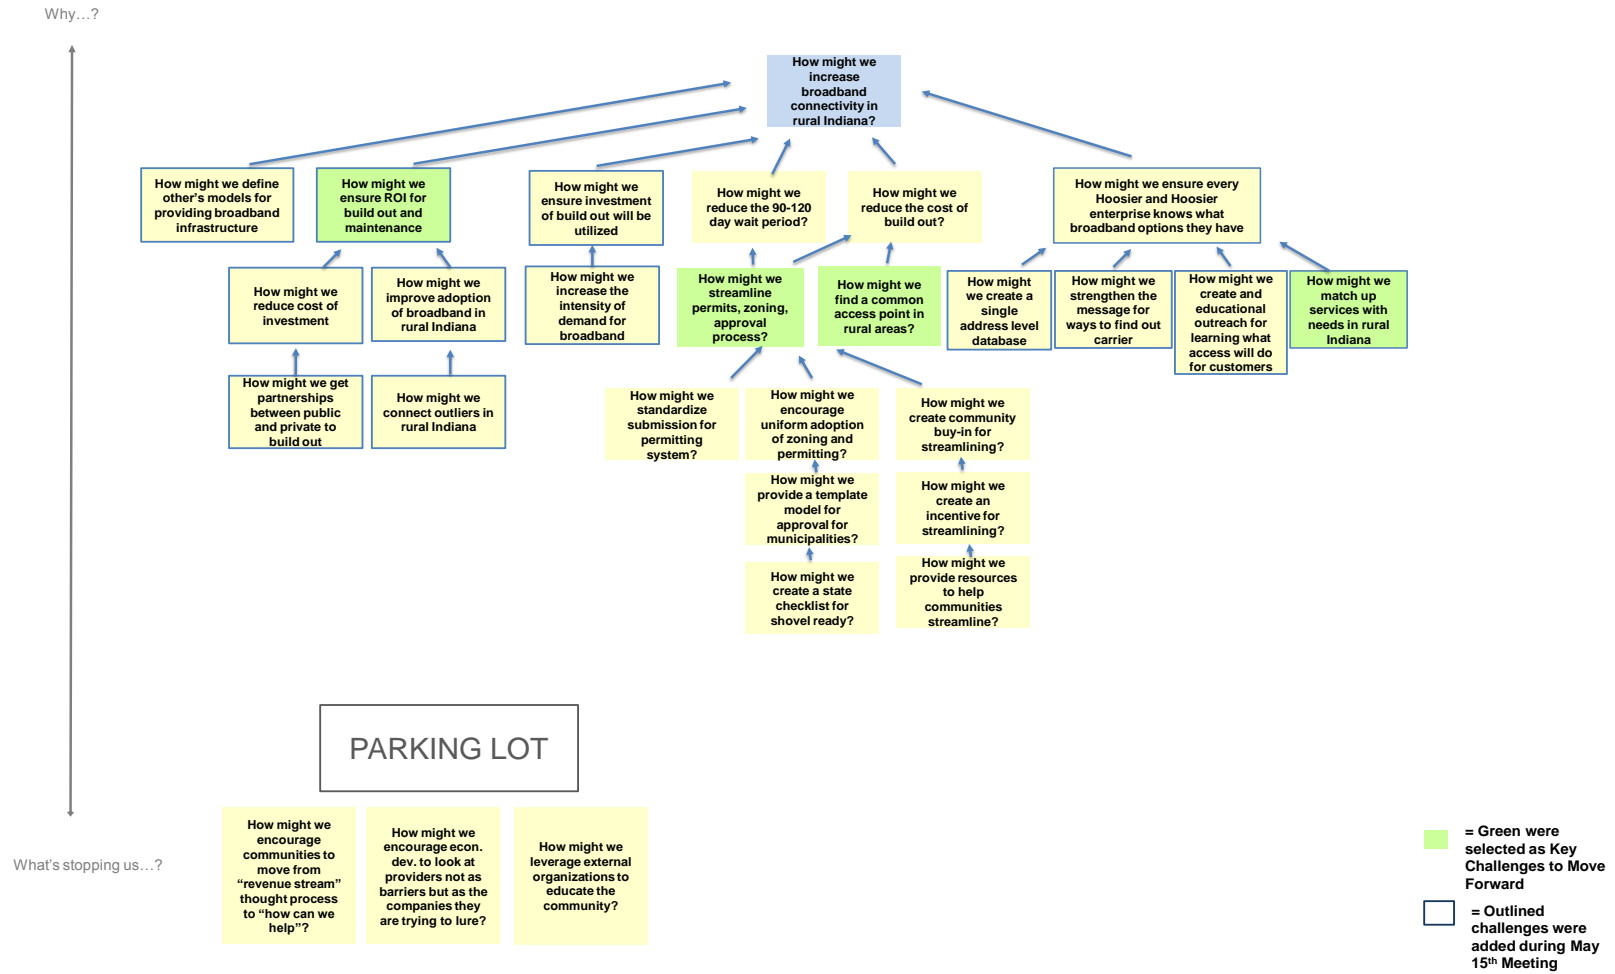 Why…?
How might we
increase
broadband
connectivity in
rural Indiana?
How might we define
other's models for
providing broadband
infrastructure
How might we
ensure ROI for
build out and
maintenance
How might we
ensure investment
of build out will be
utilized
How might we
reduce the 90-120
day wait period?
How might we
reduce the cost of
build out?
How might we ensure every
Hoosier and Hoosier
enterprise knows what
broadband options they have
How might we
reduce cost of
investment
How might we
improve adoption
of broadband in
rural Indiana
How might we
increase the
intensity of
demand for
broadband
How might we
streamline
permits, zoning,
approval
process?
How might we
find a common
access point in
rural areas?
How might
we create a
single
address level
database
How might we
strengthen the
message for
ways to find out
carrier
How might we
create and
educational
outreach for
learning what
access will do
for customers
How might we
match up
services with
needs in rural
Indiana
How might we get
partnerships
between public
and private to
build out
How might we
connect outliers in
rural Indiana
How might we
standardize
submission for
permitting
system?
How might we
encourage
uniform adoption
of zoning and
permitting?
How might we
create community
buy-in for
streamlining?
How might we
provide a template
model for
approval for
municipalities?
How might we
create an
incentive for
streamlining?
How might we
create a state
checklist for
shovel ready?
How might we
provide resources
to help
communities
streamline?
PARKING LOT
How might we
encourage
communities to
move from
“revenue stream”
thought process
to “how can we
help”?
How might we
encourage econ.
dev. to look at
providers not as
barriers but as the
companies they
are trying to lure?
How might we
leverage external
organizations to
educate the
community?
What's stopping us…?
= Green were
selected as Key
Challenges to Move
Forward
= Outlined
challenges were
added during May
15th Meeting